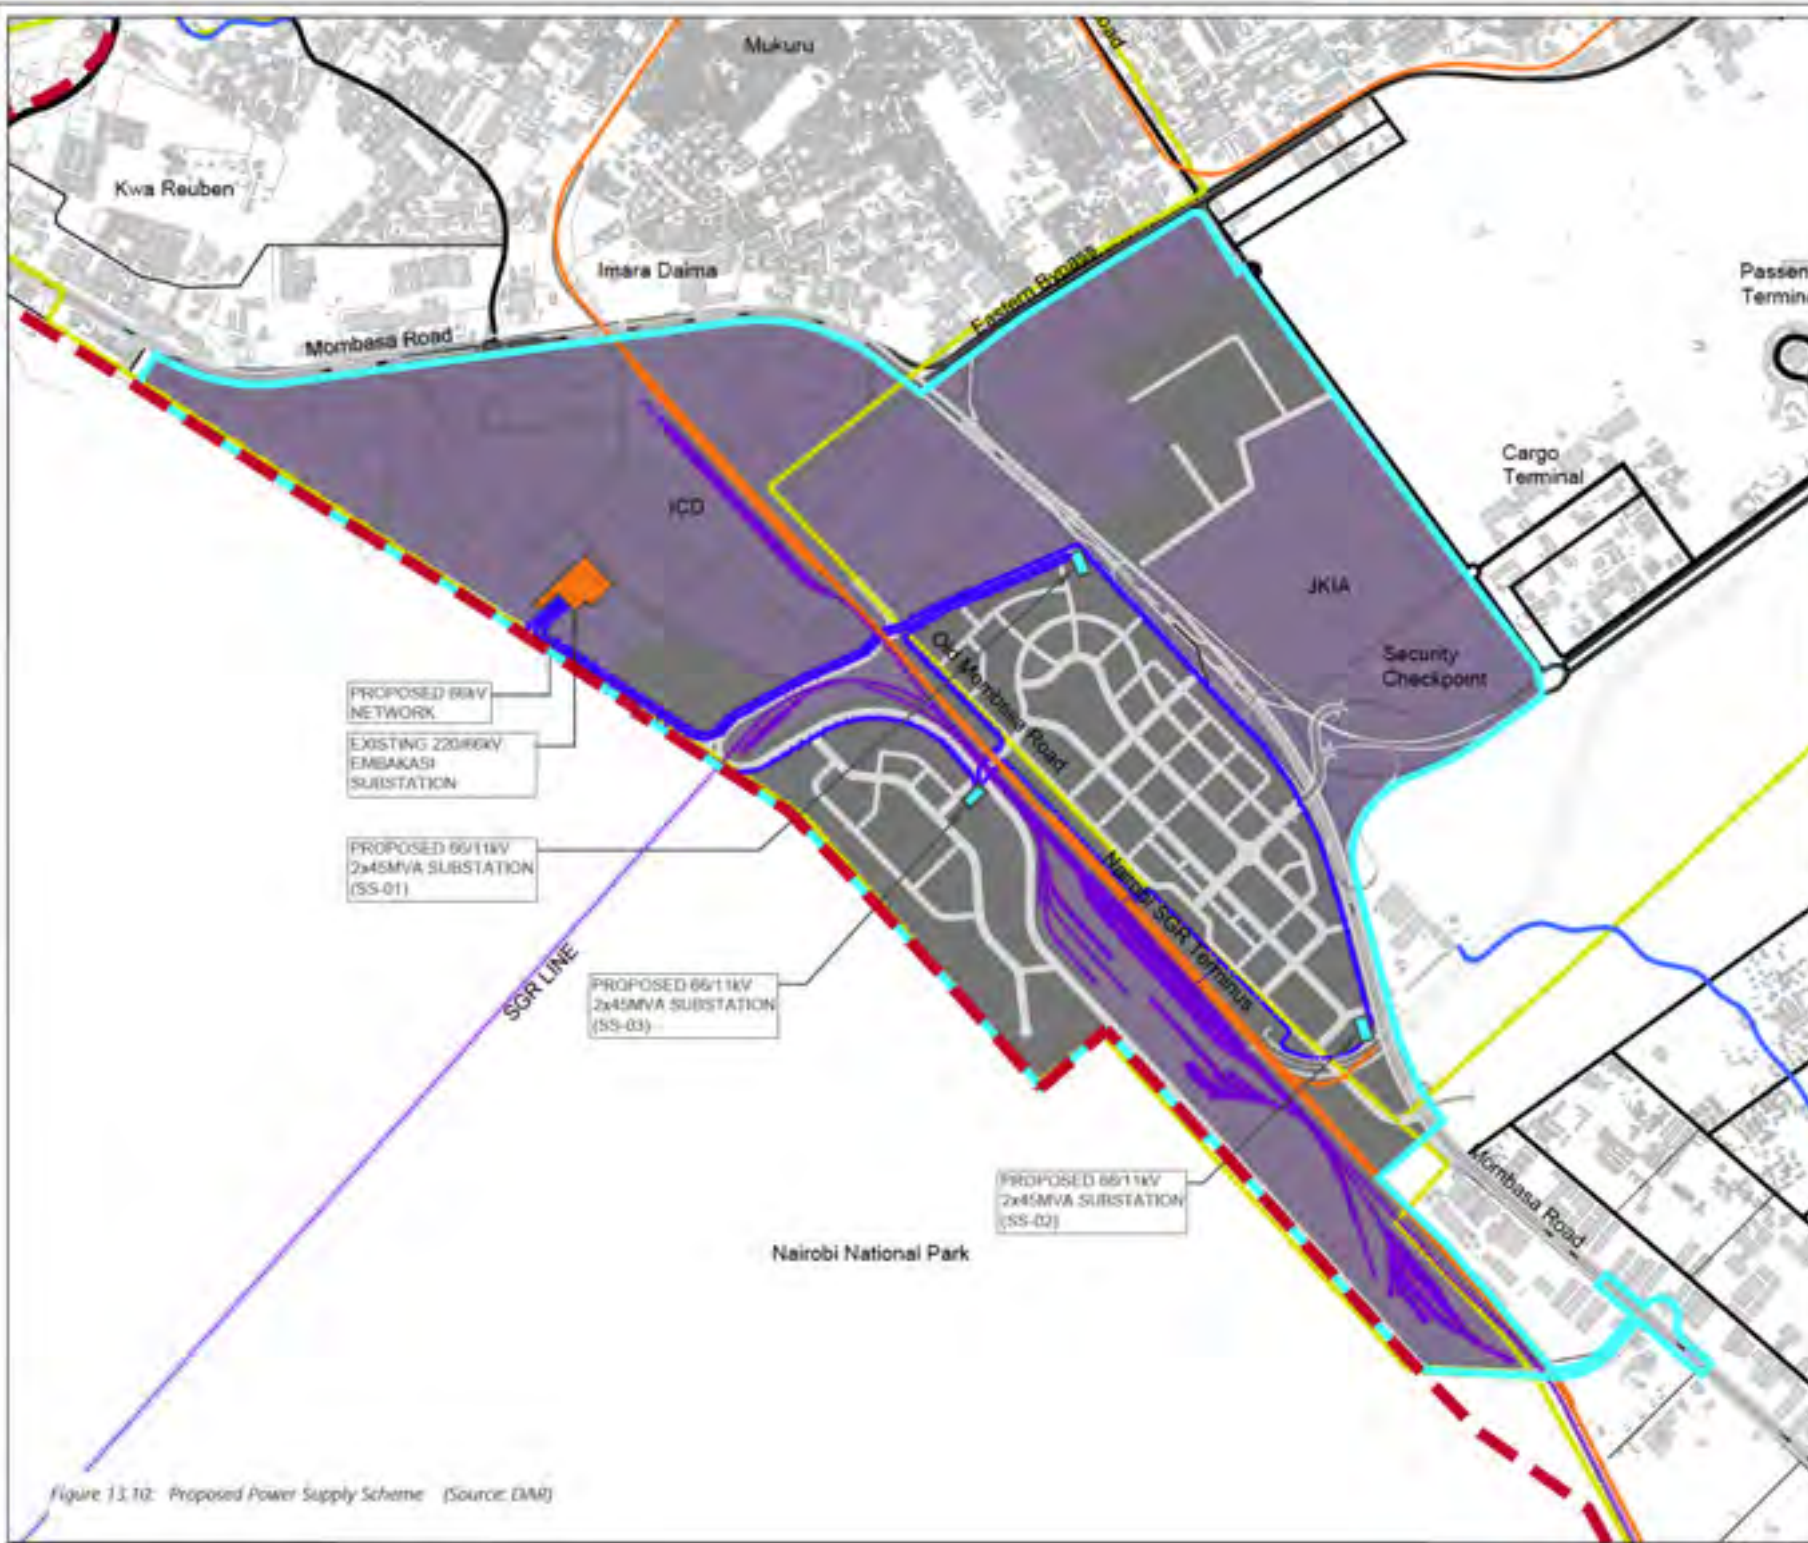 oad
Mukuru
Kwa Reuben
Imara Daima
Passen
Termina
Eastern Bypass
Mombasa Road
Cargo
Terminal
ICD
JKIA
Old Mombasa Road
Security
Checkpoint
PROPOSED 66kV
NETWORK
EXISTING 220/66kV
EMBAKASI
SUBSTATION
PROPOSED 66/11kV
2x45MVA SUBSTATION
(SS-01)
Nairobi SGR Terminus
SGR LINE
PROPOSED 66/11kV
2x45MVA SUBSTATION
(SS-03)
PROPOSED 66/11kV
2x45MVA SUBSTATION
(SS-02)
Mombasa Road
Nairobi National Park
Figure 13.10: Proposed Power Supply Scheme (Source: DAR)